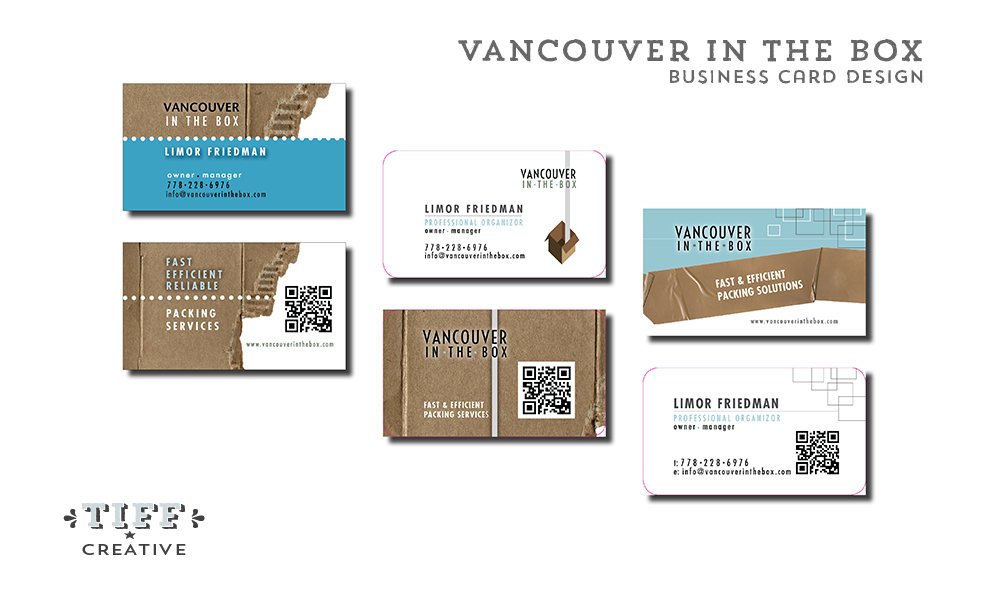 VANCOUVER IN THE BOX
BUSINESS CARD DESIGN
VANCOUVER
IN THE BOX
LIMOR FRIEDMAN
owner · manager
778·228·6976
info@vancouverinthebox.com
FAST
EFFICIENT
RELIABLE
PACKING
SERVICES
www.vancouverinthebox.com
VANCOUVER
IN·THE·BOX
LIMOR FRIEDMAN
PROFESSIONAL ORGANIZOR
owner · manager
778·228·6976
info@vancouverinthebox.com
VANCOUVER
IN·THE·BOX
FAST & EFFICIENT
PACKING SERVICES
VANCOUVER
IN·THE·BOX
FAST & EFFICIENT
PACKING SOLUTIONS
www.vancouverinthebox.com
LIMOR FRIEDMAN
PROFESSIONAL ORGANIZOR
owner · manager
t: 778·228·6976
e: info@vancouverinthebox.com
TIFF
CREATIVE